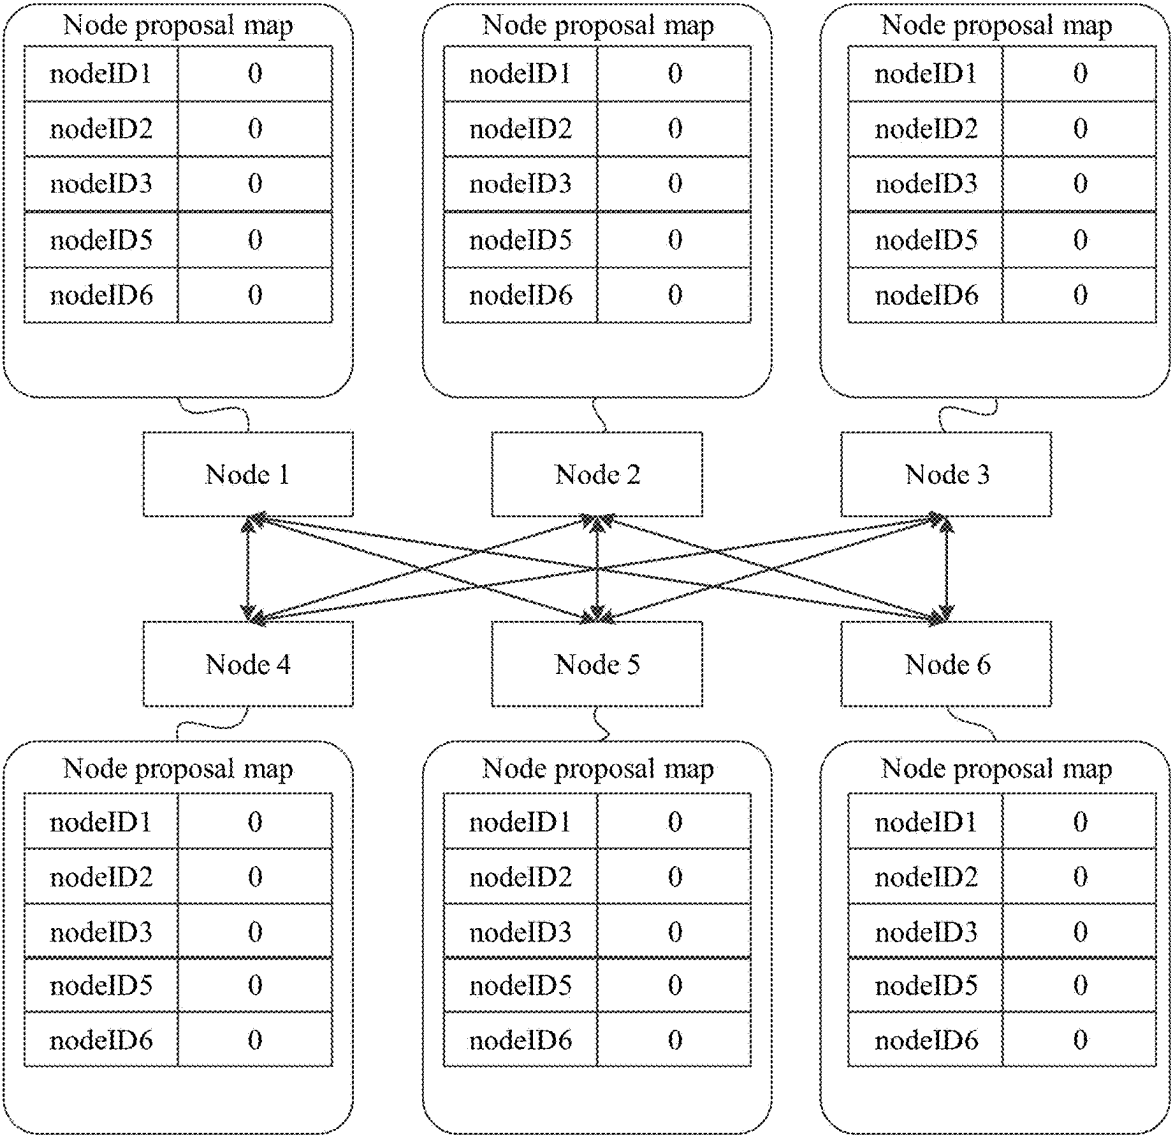 Node proposal map
nodeID1 0
nodeID2 0
nodeID3 0
nodeID5 0
nodeID6 0
Node proposal map
nodeID1 0
nodeID2 0
nodeID3 0
nodeID5 0
nodeID6 0
Node proposal map
nodeID1 0
nodeID2 0
nodeID3 0
nodeID5 0
nodeID6 0
Node 1
Node 2
Node 3
Node 4
Node 5
Node 6
Node proposal map
nodeID1 0
nodeID2 0
nodeID3 0
nodeID5 0
nodeID6 0
Node proposal map
nodeID1 0
nodeID2 0
nodeID3 0
nodeID5 0
nodeID6 0
Node proposal map
nodeID1 0
nodeID2 0
nodeID3 0
nodeID5 0
nodeID6 0